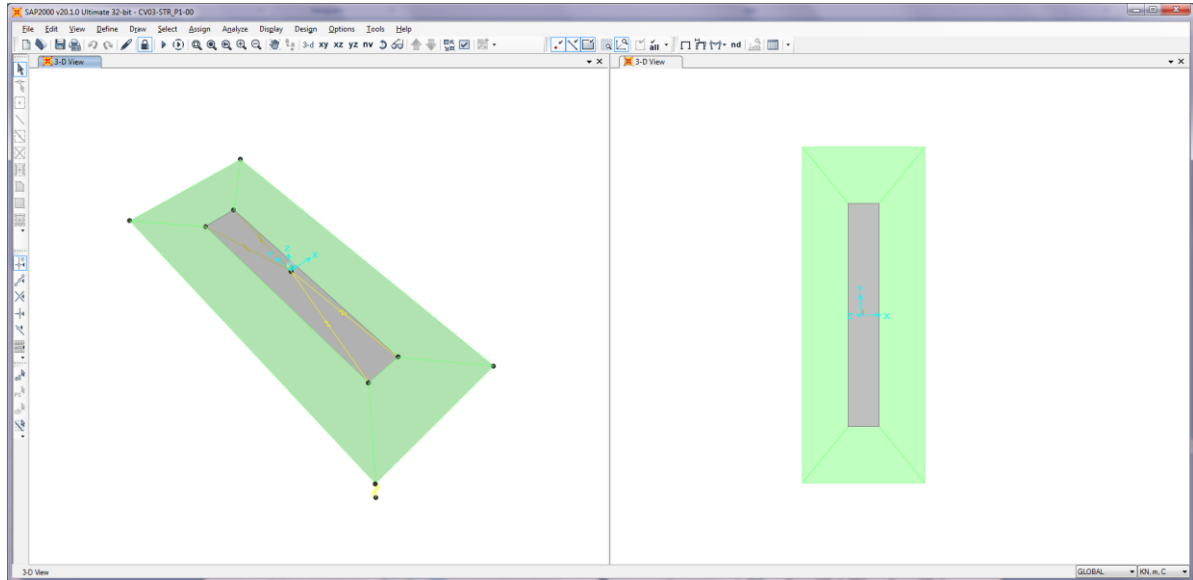 SAP2000 v20.1.0 Ultimate 32-bit - CV03-STR_P1-00
File Edit View Define Draw Select Assign Analyze Display Design Options Tools Help
3-d xy xz yz nv all nd
3-D View
3-D View
Z X
Y
Z X
3-D View
GLOBAL KN, m, C